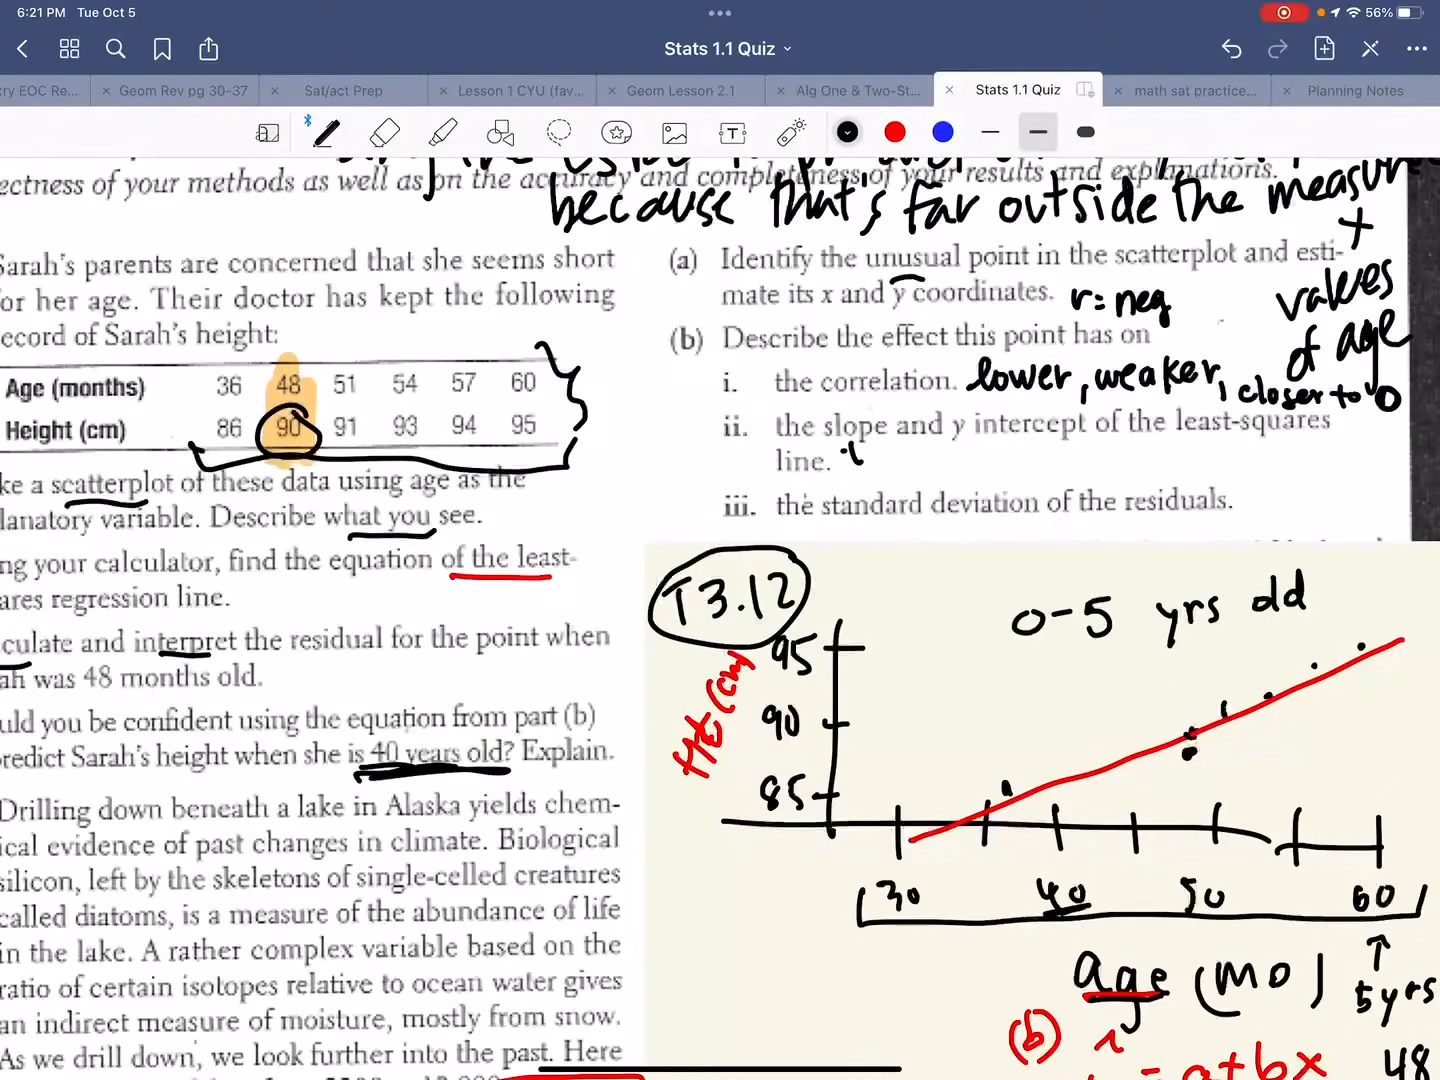 6:21 PM Tue Oct 5
56%
Stats 1.1 Quiz
try EOC Re...
Geom Rev pg 30-37
Sat/act Prep
Lesson 1 CYU (fav...
Geom Lesson 2.1
Alg One & Two-St...
Stats 1.1 Quiz
math sat practice...
Planning Notes
ectness of your methods as well as on the accuracy and completeness of your results and explanations.
because that's far outside the measur
x
values
of age
Sarah's parents are concerned that she seems short
or her age. Their doctor has kept the following
ecord of Sarah's height:
Age (months) 36 48 51 54 57 60
Height (cm) 86 90 91 93 94 95
ke a scatterplot of these data using age as the
lanatory variable. Describe what you see.
ng your calculator, find the equation of the least-
ares regression line.
culate and interpret the residual for the point when
ah was 48 months old.
uld you be confident using the equation from part (b)
redict Sarah's height when she is 40 years old? Explain.
Drilling down beneath a lake in Alaska yields chem-
ical evidence of past changes in climate. Biological
silicon, left by the skeletons of single-celled creatures
called diatoms, is a measure of the abundance of life
in the lake. A rather complex variable based on the
ratio of certain isotopes relative to ocean water gives
an indirect measure of moisture, mostly from snow.
As we drill down, we look further into the past. Here
(a) Identify the unusual point in the scatterplot and esti-
mate its x and y coordinates. r=neg
(b) Describe the effect this point has on
i. the correlation. lower, weaker, closer to 0
ii. the slope and y intercept of the least-squares
line.
iii. the standard deviation of the residuals.
T3.12
0-5 yrs old
Ht (cm)
95
90
85
30 40 50 60
age (mo)
5 yrs
(b)
x
= a+bx
48